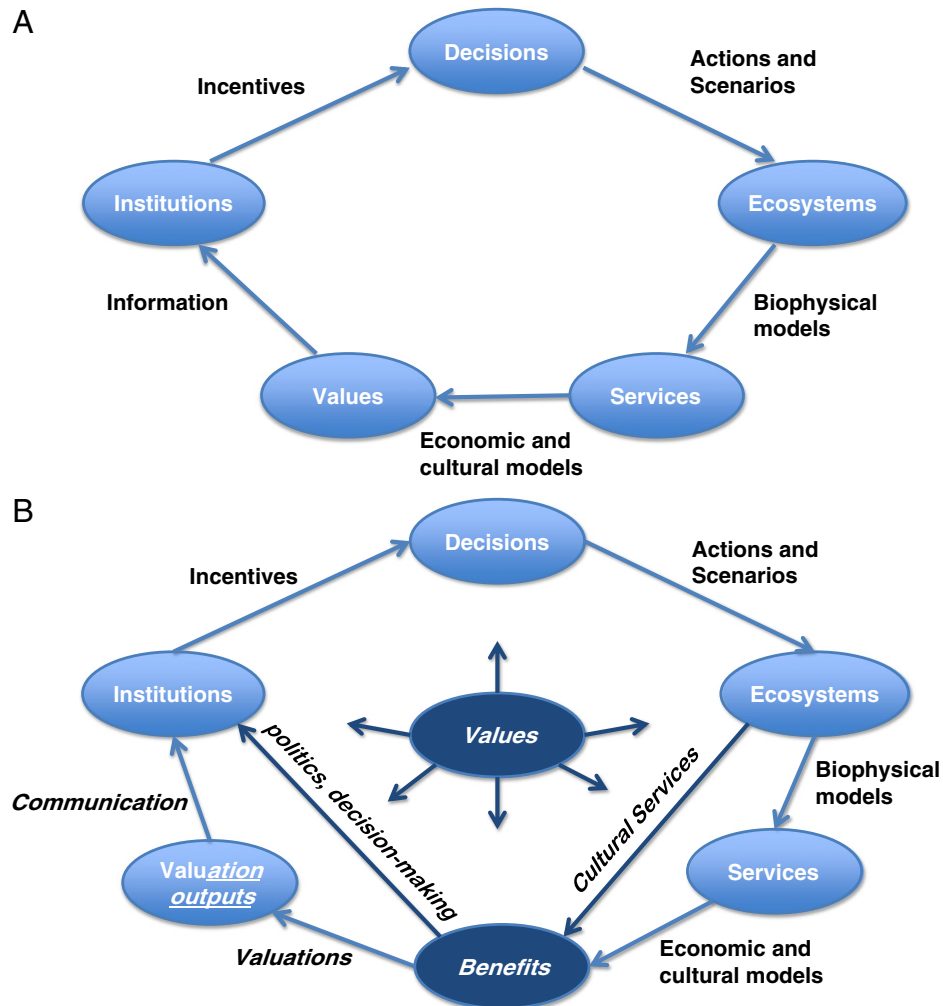 A
Decisions
Actions and
Scenarios
Incentives
Institutions
Ecosystems
Information
Biophysical
models
Values
Services
Economic and
cultural models
B
Decisions
Actions and
Scenarios
Incentives
Institutions
Ecosystems
Values
politics, decision-making
Cultural Services
Biophysical
models
Communication
Valuation
outputs
Services
Valuations
Benefits
Economic and
cultural models